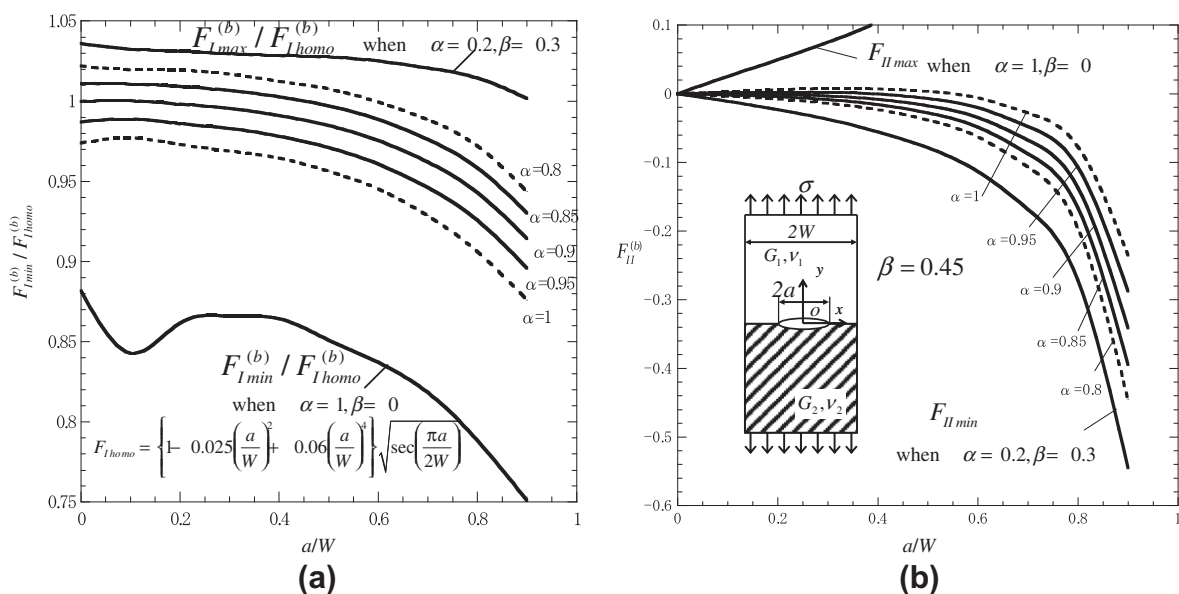 1.05
1
0.95
0.9
0.85
0.8
0.75
F_{I min}^{(b)} / F_{I homo}^{(b)}
F_{I max}^{(b)} / F_{I homo}^{(b)} when α = 0.2, β = 0.3
α=0.8
α=0.85
α=0.9
α=0.95
α=1
F_{I min}^{(b)} / F_{I homo}^{(b)}
when α = 1, β = 0
F_{I homo} = {1 − 0.025(a/W)^2 + 0.06(a/W)^4} √sec(πa/2W)
0 0.2 0.4 0.6 0.8 1
a/W
(a)
0.1
0
−0.1
−0.2
−0.3
−0.4
−0.5
−0.6
F_{II}^{(b)}
F_{II max} when α = 1, β = 0
α=1
α=0.95
α=0.9
α=0.85
α=0.8
σ
2W
G_1, ν_1
y
β = 0.45
2a
o
x
G_2, ν_2
F_{II min}
when α = 0.2, β = 0.3
0 0.2 0.4 0.6 0.8 1
a/W
(b)